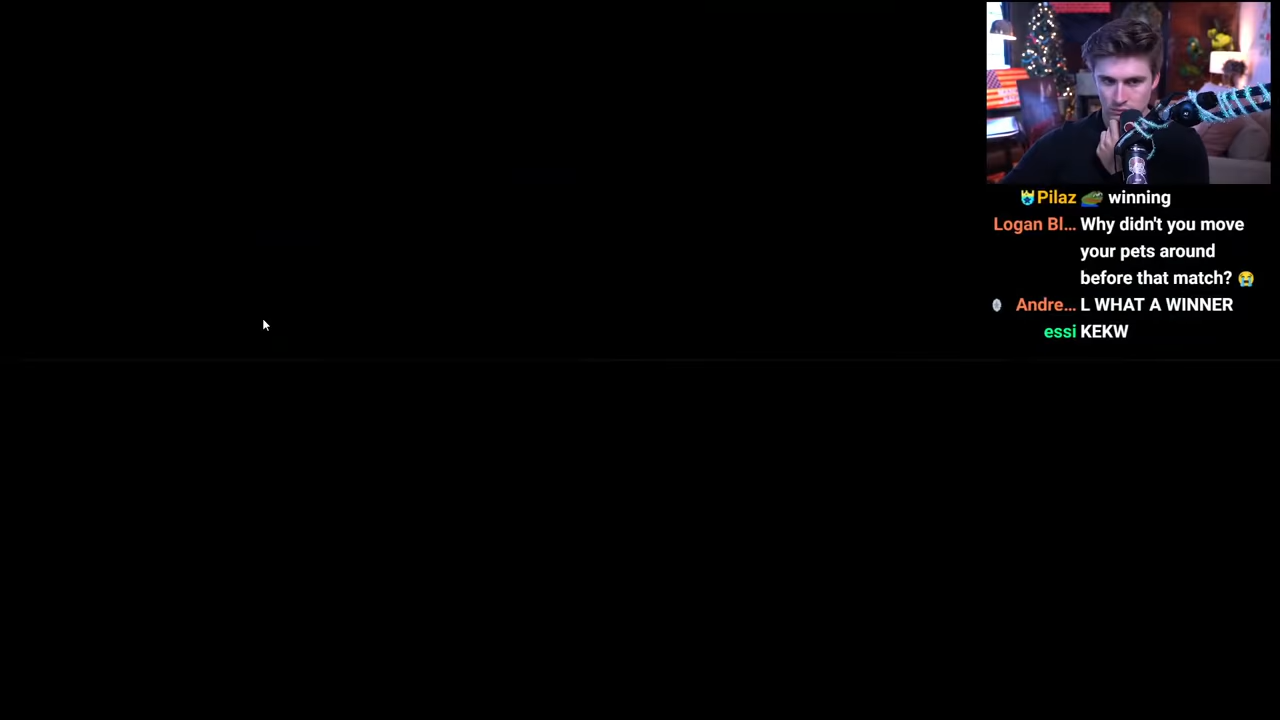 Pilaz winning
Logan Bl... Why didn't you move
your pets around
before that match? 😭
Andre... L WHAT A WINNER
essi KEKW